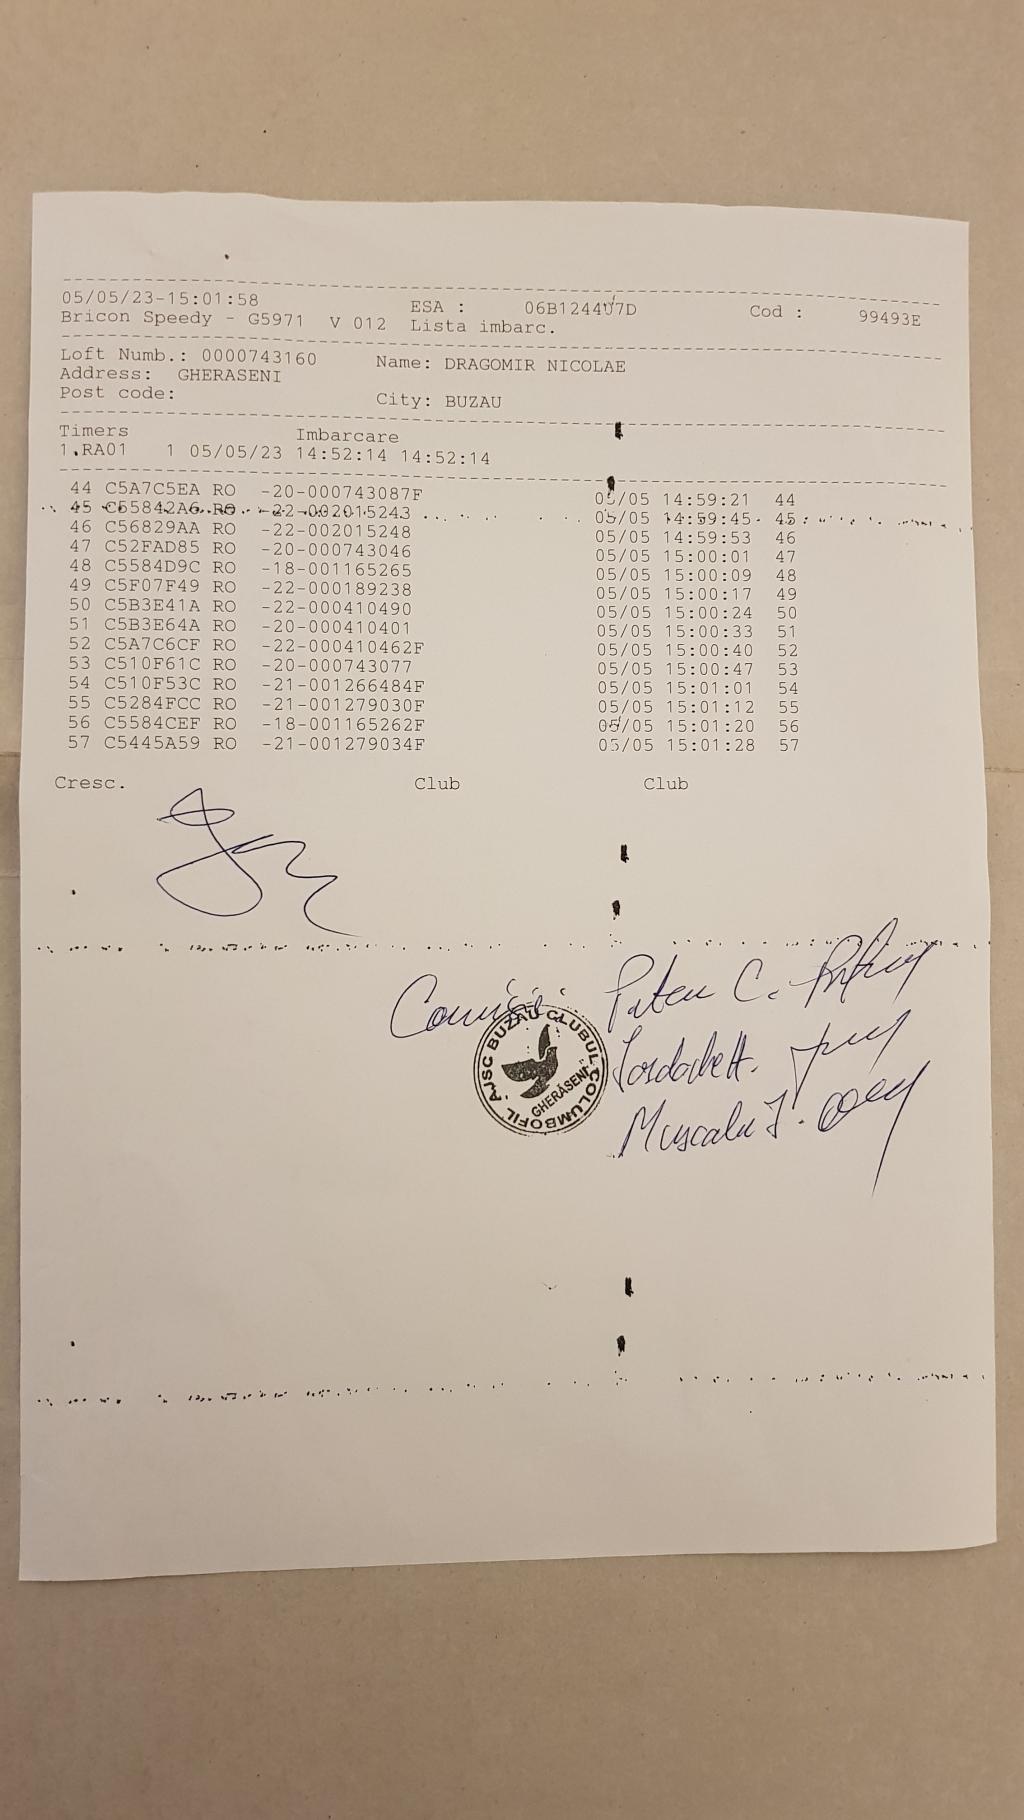 05/05/23-15:01:58 ESA : 06B124407D Cod : 99493E
Bricon Speedy - G5971 V 012 Lista imbarc.
Loft Numb.: 0000743160 Name: DRAGOMIR NICOLAE
Address: GHERASENI
Post code: City: BUZAU
Timers Imbarcare
1.RA01 1 05/05/23 14:52:14 14:52:14
44 C5A7C5EA RO -20-000743087F 05/05 14:59:21 44
45 C55842A6 RO -22-002015243 05/05 14:59:45 45
46 C56829AA RO -22-002015248 05/05 14:59:53 46
47 C52FAD85 RO -20-000743046 05/05 15:00:01 47
48 C5584D9C RO -18-001165265 05/05 15:00:09 48
49 C5F07F49 RO -22-000189238 05/05 15:00:17 49
50 C5B3E41A RO -22-000410490 05/05 15:00:24 50
51 C5B3E64A RO -20-000410401 05/05 15:00:33 51
52 C5A7C6CF RO -22-000410462F 05/05 15:00:40 52
53 C510F61C RO -20-000743077 05/05 15:00:47 53
54 C510F53C RO -21-001266484F 05/05 15:01:01 54
55 C5284FCC RO -21-001279030F 05/05 15:01:12 55
56 C5584CEF RO -18-001165262F 05/05 15:01:20 56
57 C5445A59 RO -21-001279034F 05/05 15:01:28 57
Cresc. Club Club
C.
Muscalu I.
AJSC BUZAU CLUBUL COLUMBOFIL
GHERĂSENI